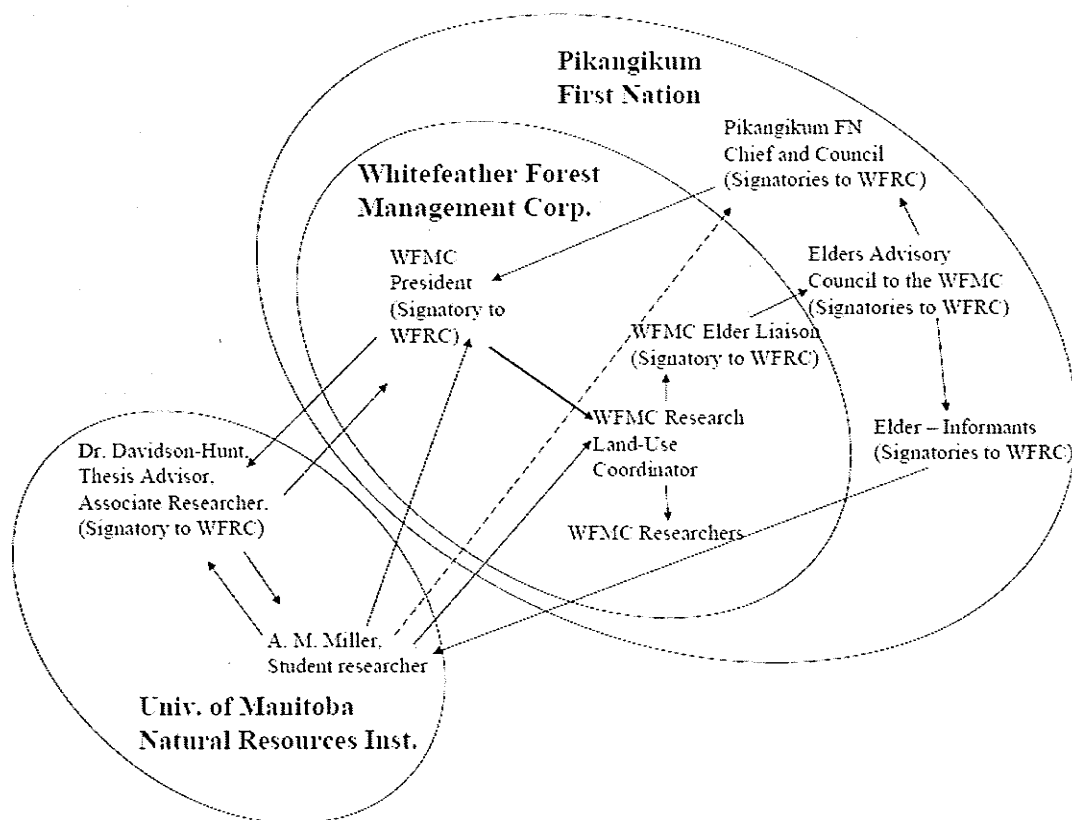 Pikangikum
First Nation
Pikangikum FN
Chief and Council
(Signatories to WFRC)
Whitefeather Forest
Management Corp.
WFMC
President
(Signatory to
WFRC)
Elders Advisory
Council to the WFMC
(Signatories to WFRC)
WFMC Elder Liaison
(Signatory to WFRC)
WFMC Research
Land-Use
Coordinator
Elder – Informants
(Signatories to WFRC)
WFMC Researchers
Dr. Davidson-Hunt,
Thesis Advisor,
Associate Researcher.
(Signatory to WFRC)
A. M. Miller,
Student researcher
Univ. of Manitoba
Natural Resources Inst.